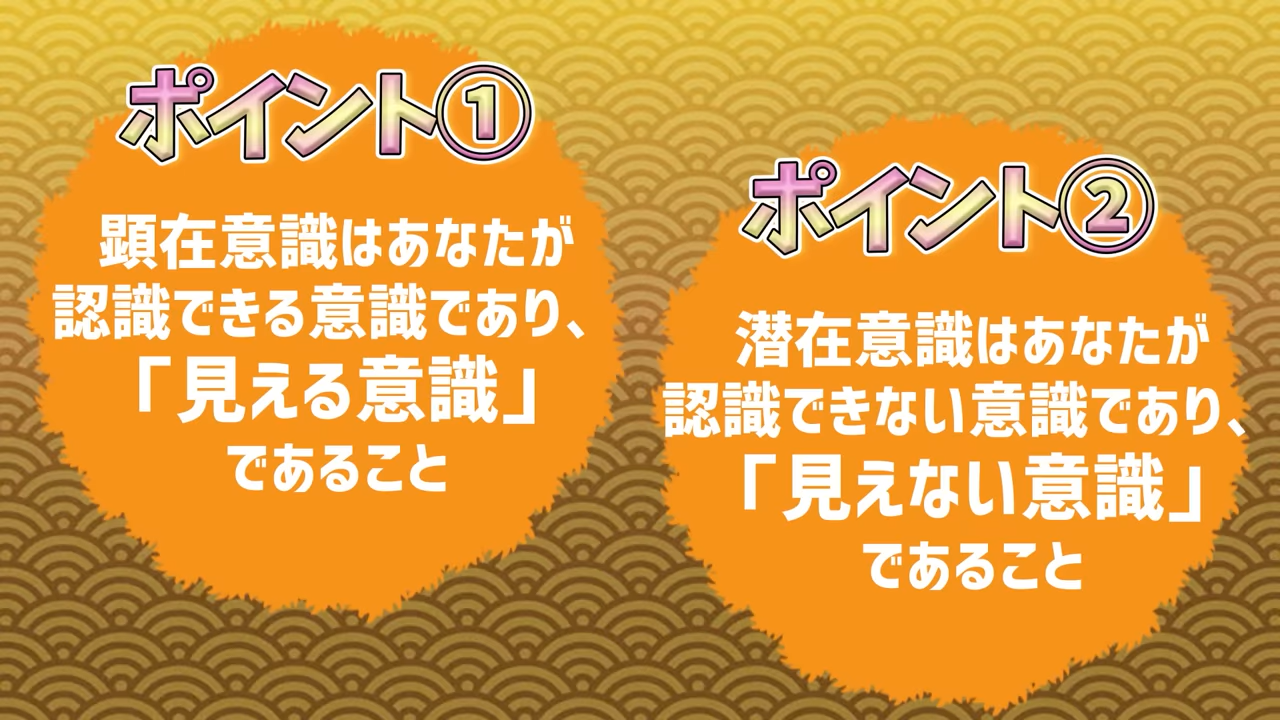 ポイント①
顕在意識はあなたが
認識できる意識であり、
「見える意識」
であること
ポイント②
潜在意識はあなたが
認識できない意識であり、
「見えない意識」
であること